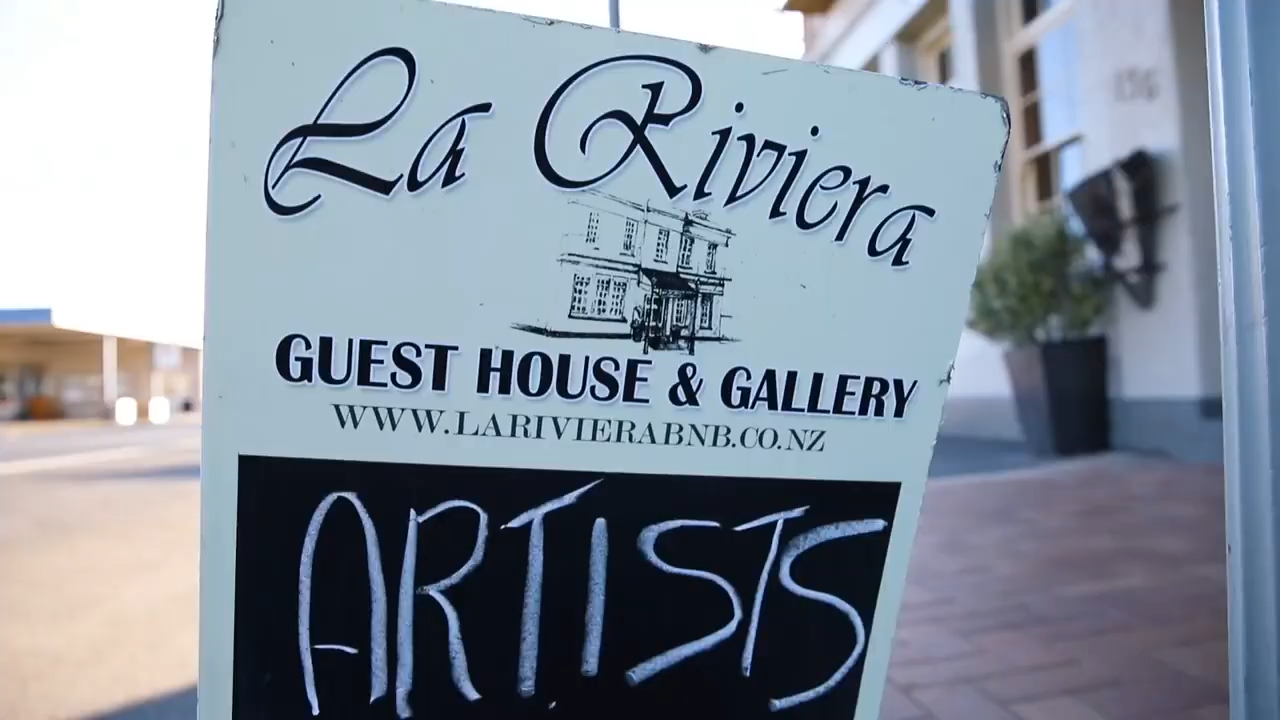 La Riviera
GUEST HOUSE & GALLERY
WWW.LARIVIERABNB.CO.NZ
ARTISTS